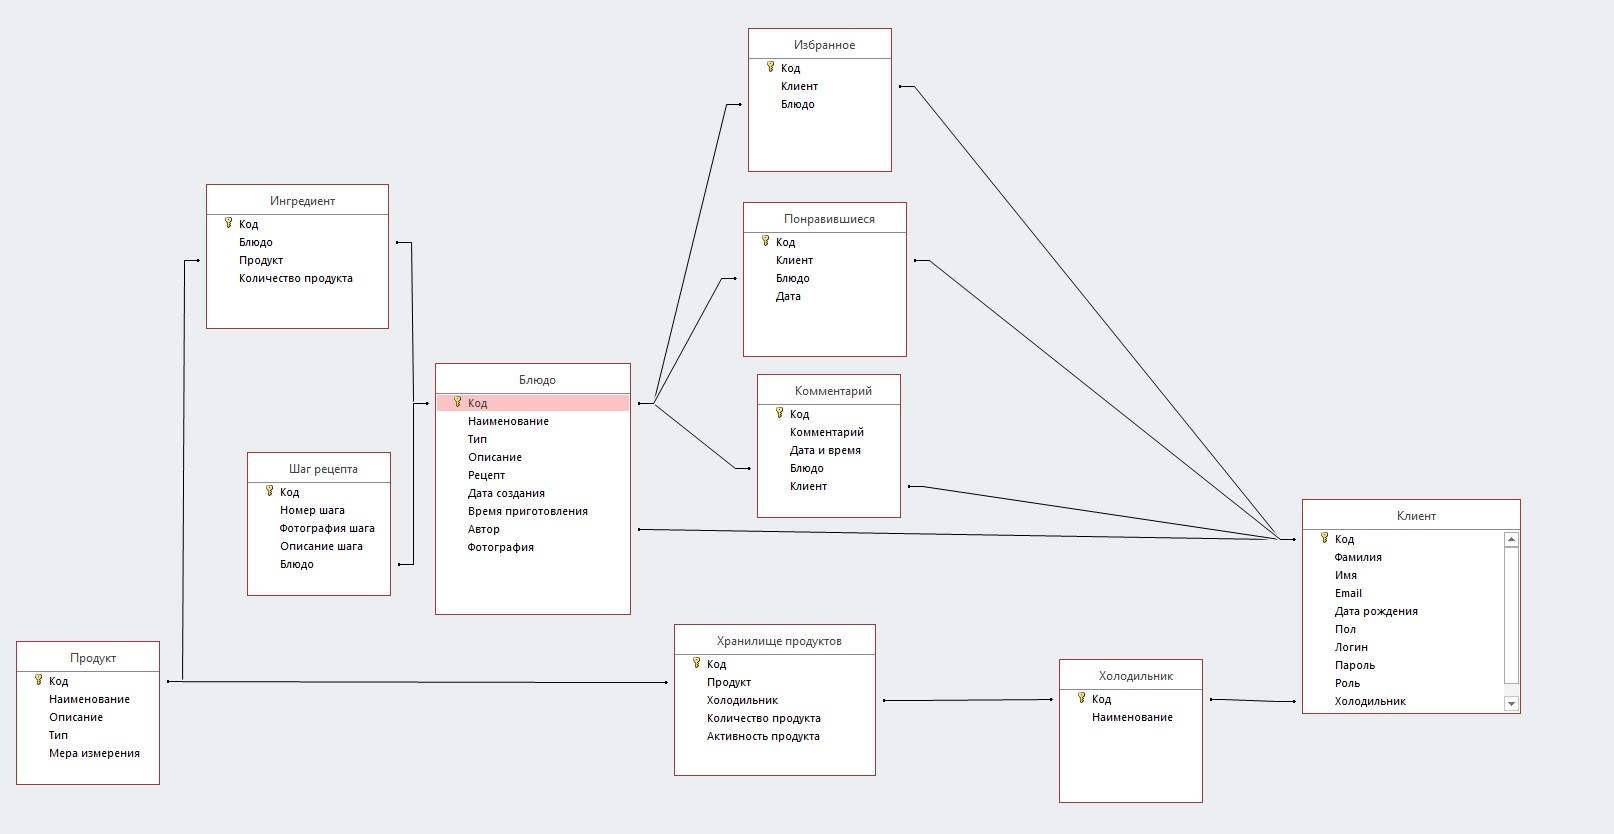 Избранное
Код
Клиент
Блюдо
Ингредиент
Код
Блюдо
Продукт
Количество продукта
Понравившиеся
Код
Клиент
Блюдо
Дата
Блюдо
Код
Наименование
Тип
Описание
Рецепт
Дата создания
Время приготовления
Автор
Фотография
Комментарий
Код
Комментарий
Дата и время
Блюдо
Клиент
Шаг рецепта
Код
Номер шага
Фотография шага
Описание шага
Блюдо
Клиент
Код
Фамилия
Имя
Email
Дата рождения
Пол
Логин
Пароль
Роль
Холодильник
Продукт
Код
Наименование
Описание
Тип
Мера измерения
Хранилище продуктов
Код
Продукт
Холодильник
Количество продукта
Активность продукта
Холодильник
Код
Наименование